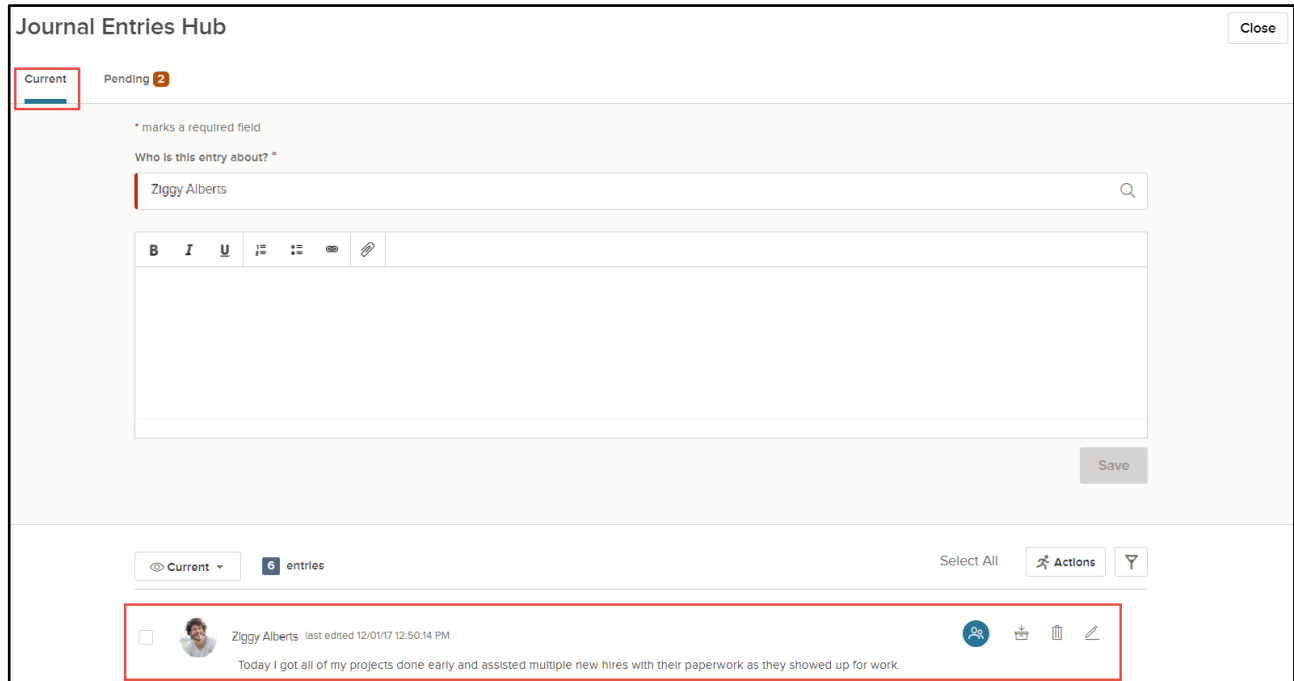 Journal Entries Hub
Close
Current
Pending 2
* marks a required field
Who is this entry about? *
Ziggy Alberts
B I U
Save
Current
6 entries
Select All
Actions
Ziggy Alberts last edited 12/01/17 12:50:14 PM
Today I got all of my projects done early and assisted multiple new hires with their paperwork as they showed up for work.